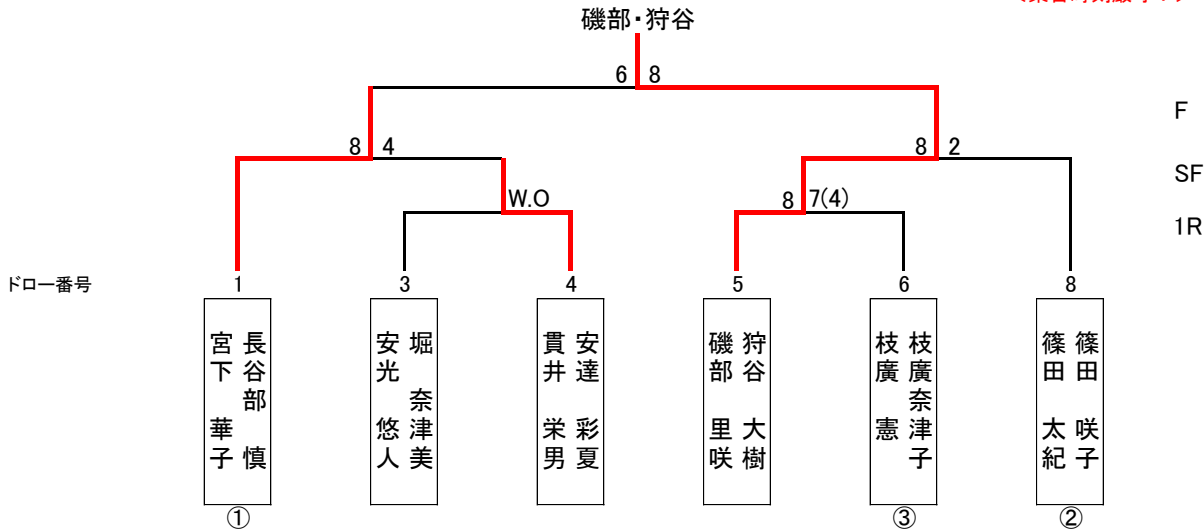 磯部・狩谷
6 8
F
8 4
8 2
SF
W.O
8 7(4)
1R
ドロー番号
1 3 4 5 6 8
長谷部 慎
宮下 華子
堀 奈津美
安光 悠人
安達 彩夏
貫井 栄男
狩谷 大樹
磯部 里咲
枝廣奈津子
枝廣 憲
篠田 咲子
篠田 太紀
① ③ ②